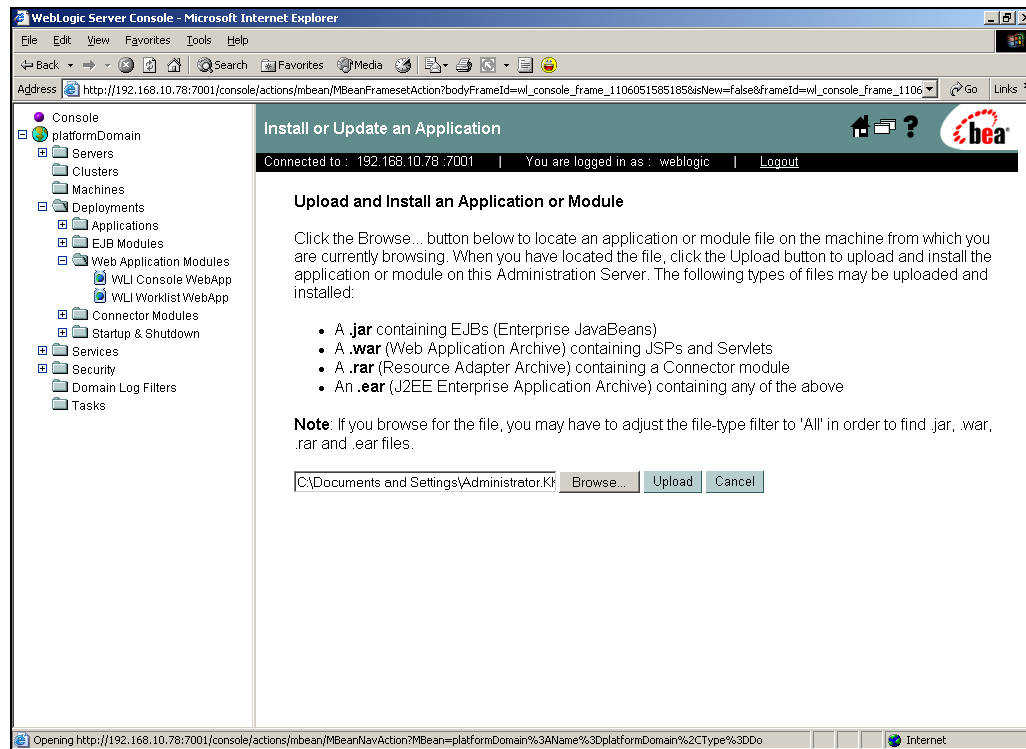 WebLogic Server Console - Microsoft Internet Explorer
File Edit View Favorites Tools Help
Back Search Favorites Media
Address http://192.168.10.78:7001/console/actions/mbean/MBeanFramesetAction?bodyFrameId=wl_console_frame_1106051585185&isNew=false&frameId=wl_console_frame_1106 Go Links
Console
platformDomain
Servers
Clusters
Machines
Deployments
Applications
EJB Modules
Web Application Modules
WLI Console WebApp
WLI Worklist WebApp
Connector Modules
Startup & Shutdown
Services
Security
Domain Log Filters
Tasks
Install or Update an Application
?
bea
Connected to : 192.168.10.78 :7001 | You are logged in as : weblogic | Logout
Upload and Install an Application or Module
Click the Browse... button below to locate an application or module file on the machine from which you
are currently browsing. When you have located the file, click the Upload button to upload and install the
application or module on this Administration Server. The following types of files may be uploaded and
installed:
• A .jar containing EJBs (Enterprise JavaBeans)
• A .war (Web Application Archive) containing JSPs and Servlets
• A .rar (Resource Adapter Archive) containing a Connector module
• An .ear (J2EE Enterprise Application Archive) containing any of the above
Note: If you browse for the file, you may have to adjust the file-type filter to 'All' in order to find .jar, .war,
.rar and .ear files.
C:\Documents and Settings\Administrator.KK Browse... Upload Cancel
Opening http://192.168.10.78:7001/console/actions/mbean/MBeanNavAction?MBean=platformDomain%3AName%3DplatformDomain%2CType%3DDo Internet